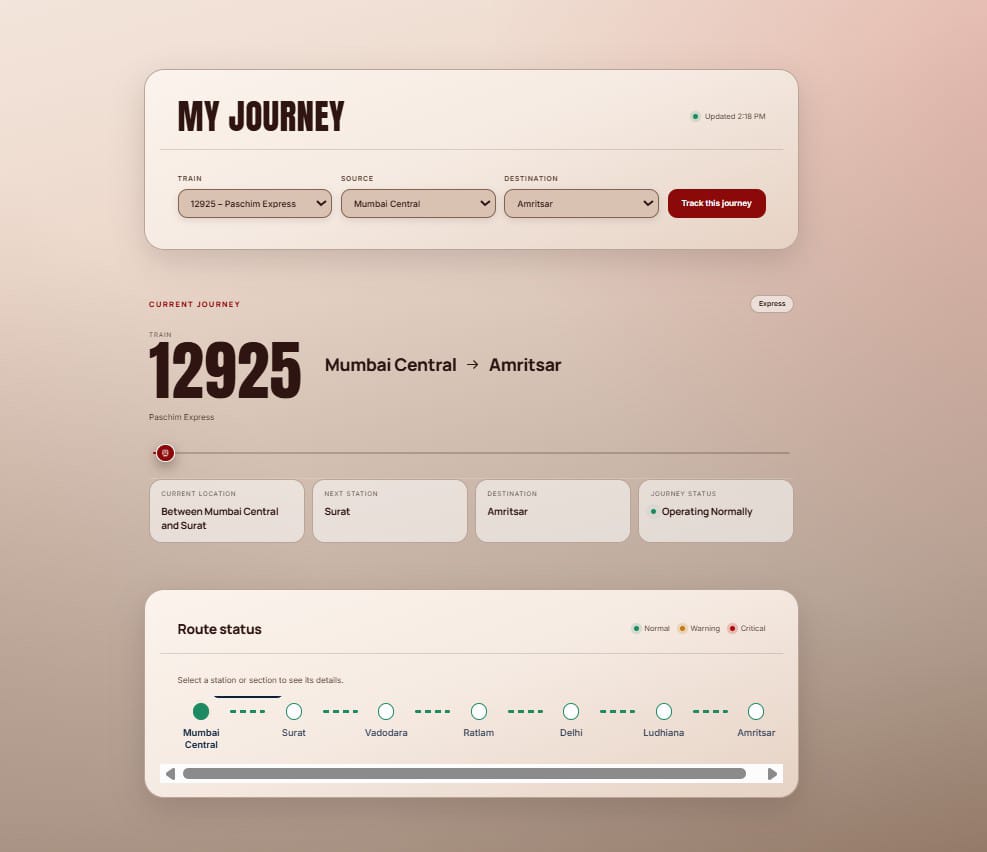 MY JOURNEY
Updated 2:18 PM
TRAIN
SOURCE
DESTINATION
12925 – Paschim Express
Mumbai Central
Amritsar
Track this journey
CURRENT JOURNEY
Express
TRAIN
12925
Mumbai Central → Amritsar
Paschim Express
CURRENT LOCATION
Between Mumbai Central
and Surat
NEXT STATION
Surat
DESTINATION
Amritsar
JOURNEY STATUS
Operating Normally
Route status
Normal
Warning
Critical
Select a station or section to see its details.
Mumbai
Central
Surat
Vadodara
Ratlam
Delhi
Ludhiana
Amritsar